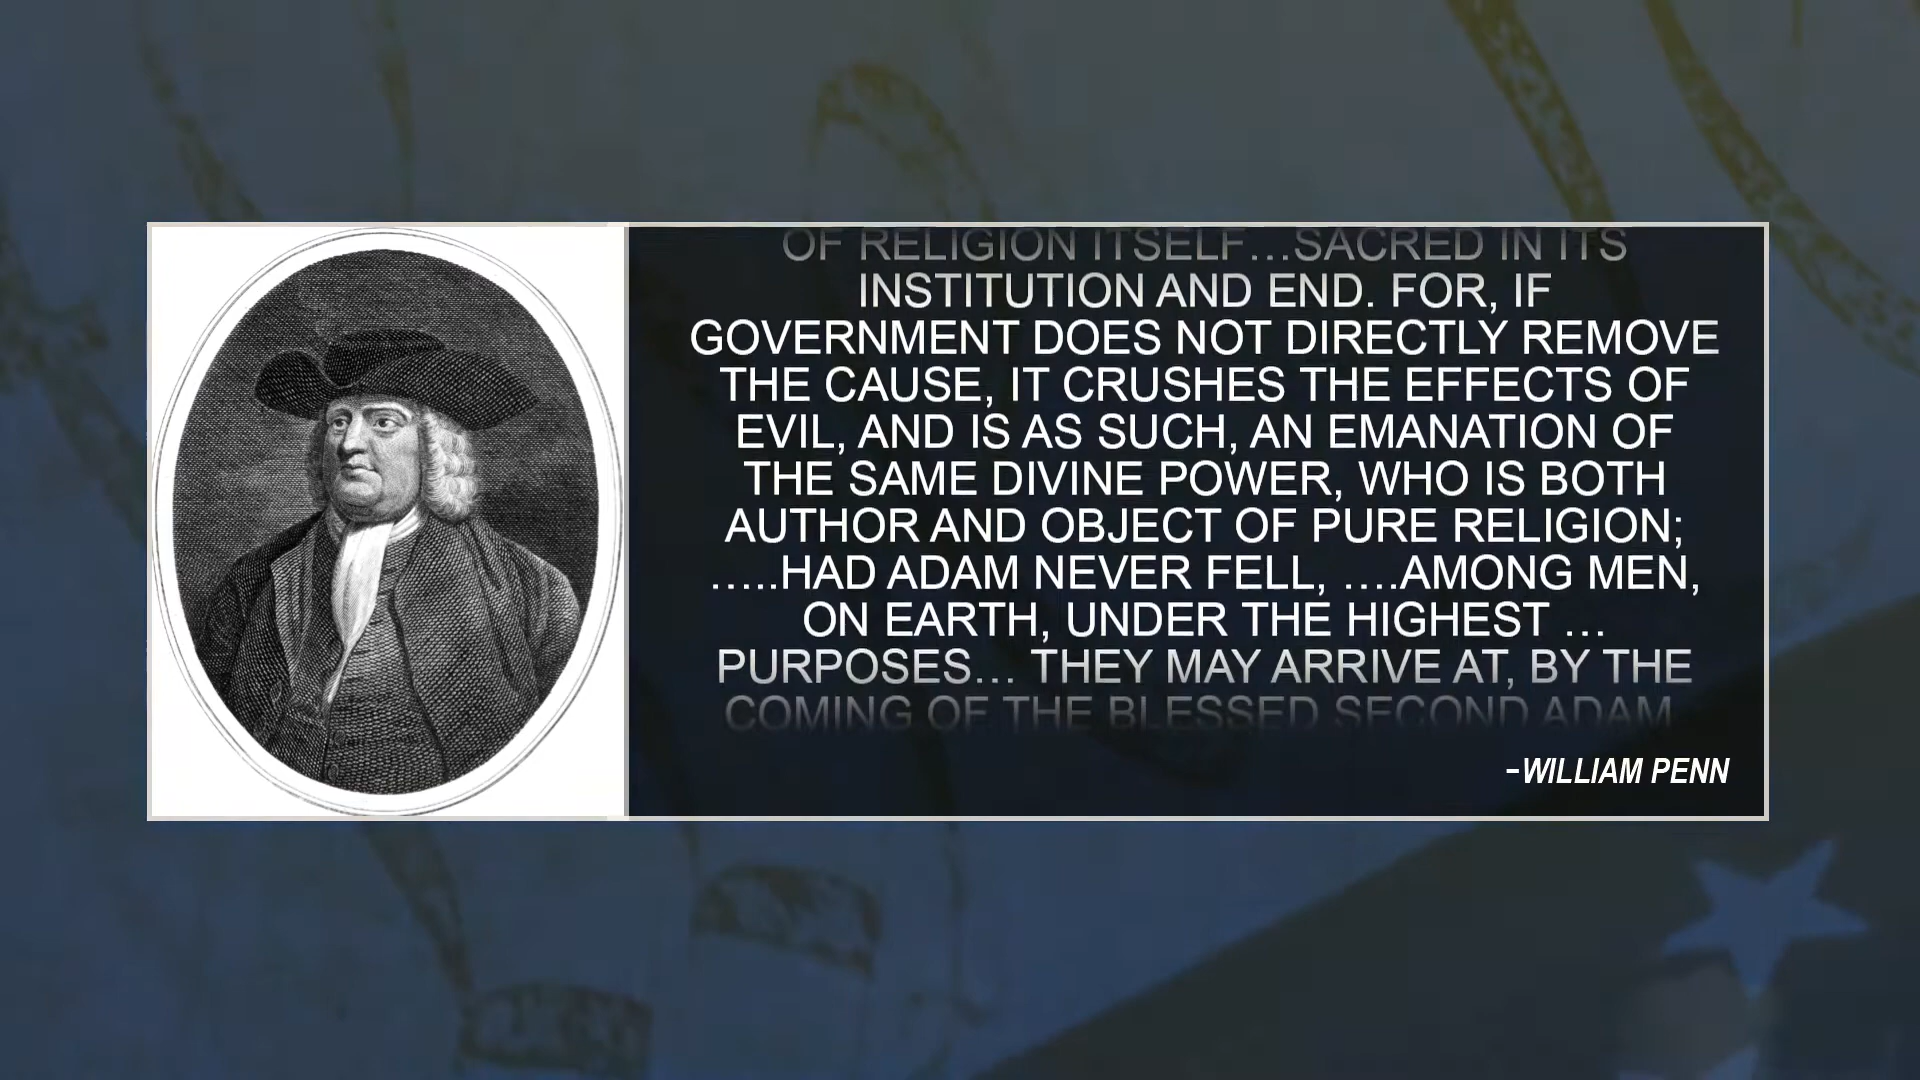 OF RELIGION ITSELF…SACRED IN ITS
INSTITUTION AND END. FOR, IF
GOVERNMENT DOES NOT DIRECTLY REMOVE
THE CAUSE, IT CRUSHES THE EFFECTS OF
EVIL, AND IS AS SUCH, AN EMANATION OF
THE SAME DIVINE POWER, WHO IS BOTH
AUTHOR AND OBJECT OF PURE RELIGION;
…..HAD ADAM NEVER FELL, ….AMONG MEN,
ON EARTH, UNDER THE HIGHEST …
PURPOSES… THEY MAY ARRIVE AT, BY THE
COMING OF THE BLESSED SECOND ADAM
-WILLIAM PENN